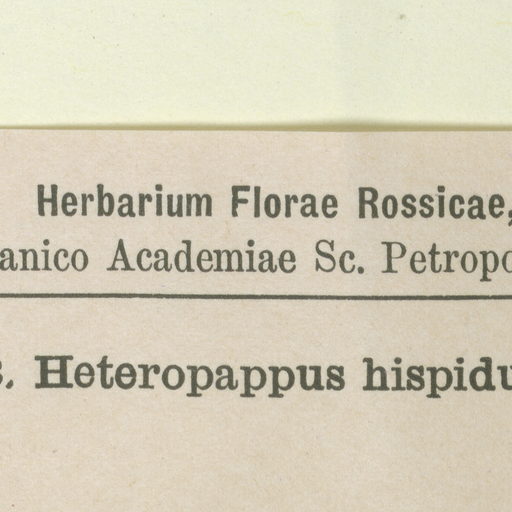 Herbarium Florae Rossicae,
anico Academiae Sc. Petropo
. Heteropappus hispidu